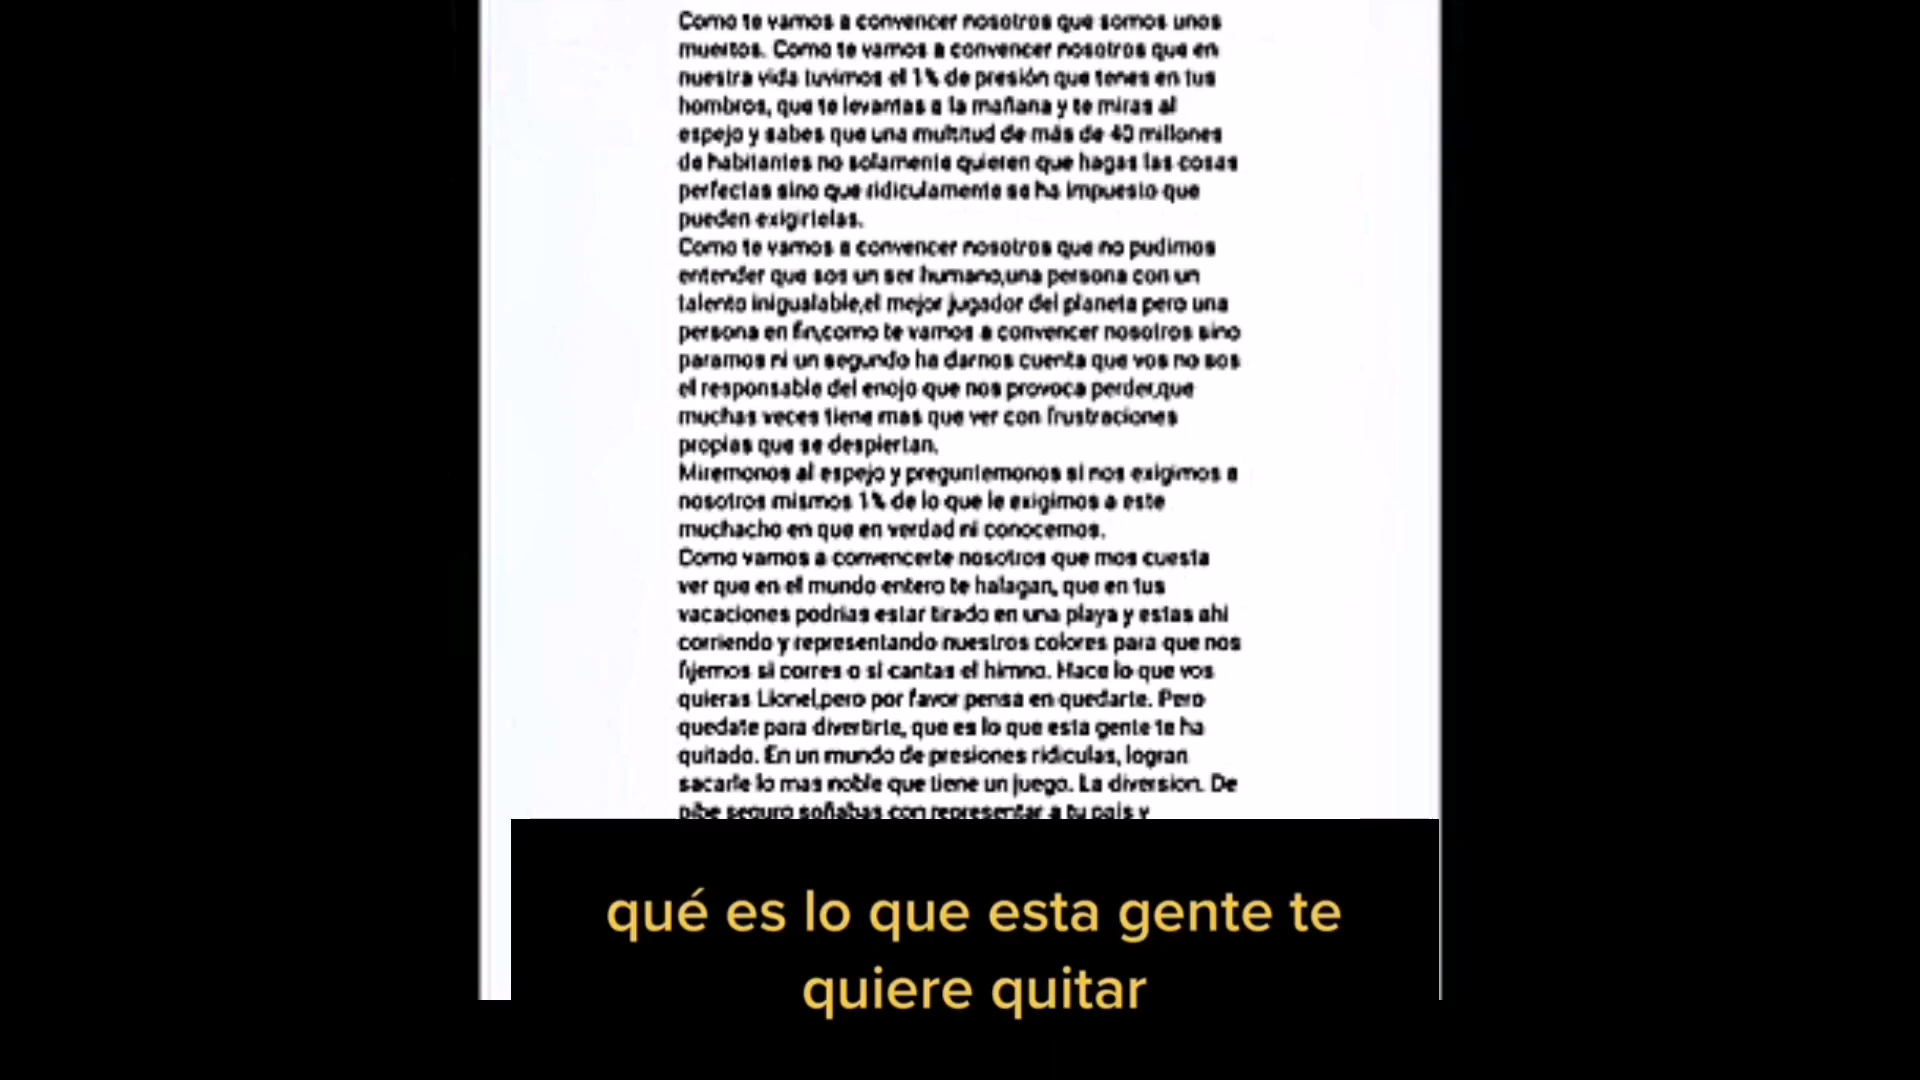 Como te vamos a convencer nosotros que somos unos
muertos. Como te vamos a convencer nosotros que en
nuestra vida tuvimos el 1% de presión que tenes en tus
hombros, que te levantas a la mañana y te miras al
espejo y sabes que una multitud de más de 40 millones
de habitantes no solamente quieren que hagas las cosas
perfectas sino que ridiculamente se ha impuesto que
pueden exigirtelas.
Como te vamos a convencer nosotros que no pudimos
entender que sos un ser humano,una persona con un
talento inigualable,el mejor jugador del planeta pero una
persona en fin,como te vamos a convencer nosotros sino
paramos ni un segundo ha darnos cuenta que vos no sos
el responsable del enojo que nos provoca perder,que
muchas veces tiene mas que ver con frustraciones
propias que se despiertan.
Miremonos al espejo y preguntemonos si nos exigimos a
nosotros mismos 1% de lo que le exigimos a este
muchacho en que en verdad ni conocemos.
Como vamos a convencerte nosotros que mos cuesta
ver que en el mundo entero te halagan, que en tus
vacaciones podrias estar tirado en una playa y estas ahi
corriendo y representando nuestros colores para que nos
fijemos si corres o si cantas el himno. Hace lo que vos
quieras Lionel,pero por favor pensa en quedarte. Pero
quedate para divertirte, que es lo que esta gente te ha
quitado. En un mundo de presiones ridiculas, logran
sacarle lo mas noble que tiene un juego. La diversion. De
pibe seguro soñabas con representar a tu pais y
qué es lo que esta gente te
quiere quitar